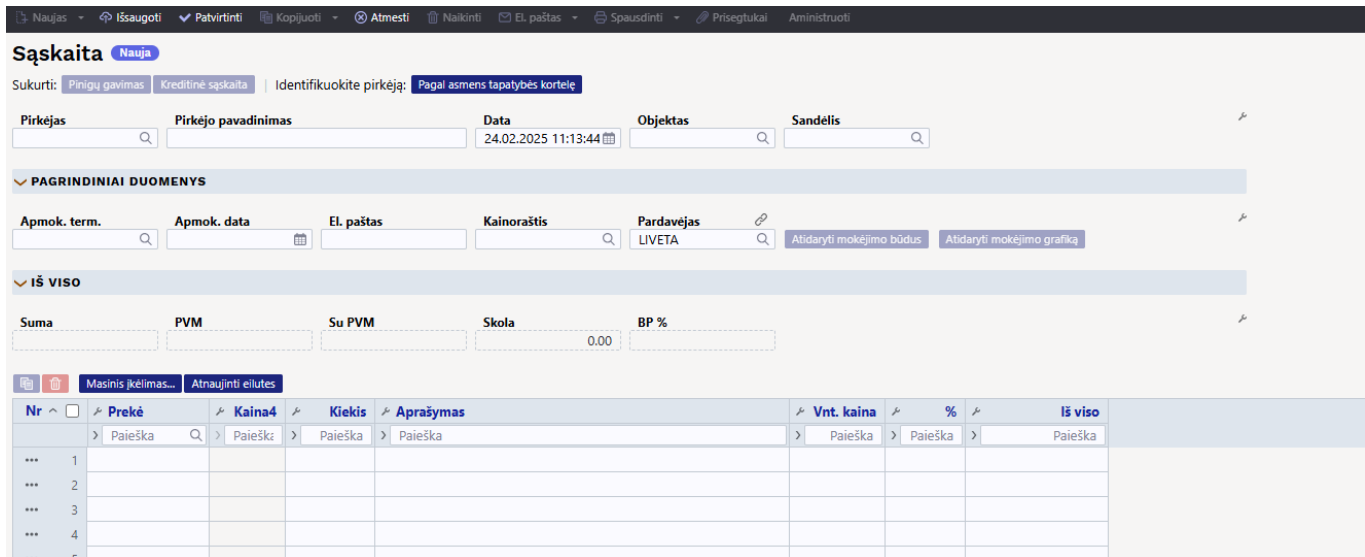 Naujas Išsaugoti Patvirtinti Kopijuoti Atmesti Naikinti El. paštas Spausdinti Prisegtukai Aministruoti
Sąskaita Nauja
Sukurti: Pinigų gavimas Kreditinė sąskaita | Identifikuokite pirkėją: Pagal asmens tapatybės kortelę
Pirkėjas Pirkėjo pavadinimas Data Objektas Sandėlis
24.02.2025 11:13:44
PAGRINDINIAI DUOMENYS
Apmok. term. Apmok. data El. paštas Kainoraštis Pardavėjas
LIVETA Atidaryti mokėjimo būdus Atidaryti mokėjimo grafiką
IŠ VISO
Suma PVM Su PVM Skola BP %
0.00
Masinis įkėlimas... Atnaujinti eilutes
Nr Prekė Kaina4 Kiekis Aprašymas Vnt. kaina % Iš viso
Paieška Paieška Paieška Paieška Paieška Paieška Paieška
1
2
3
4